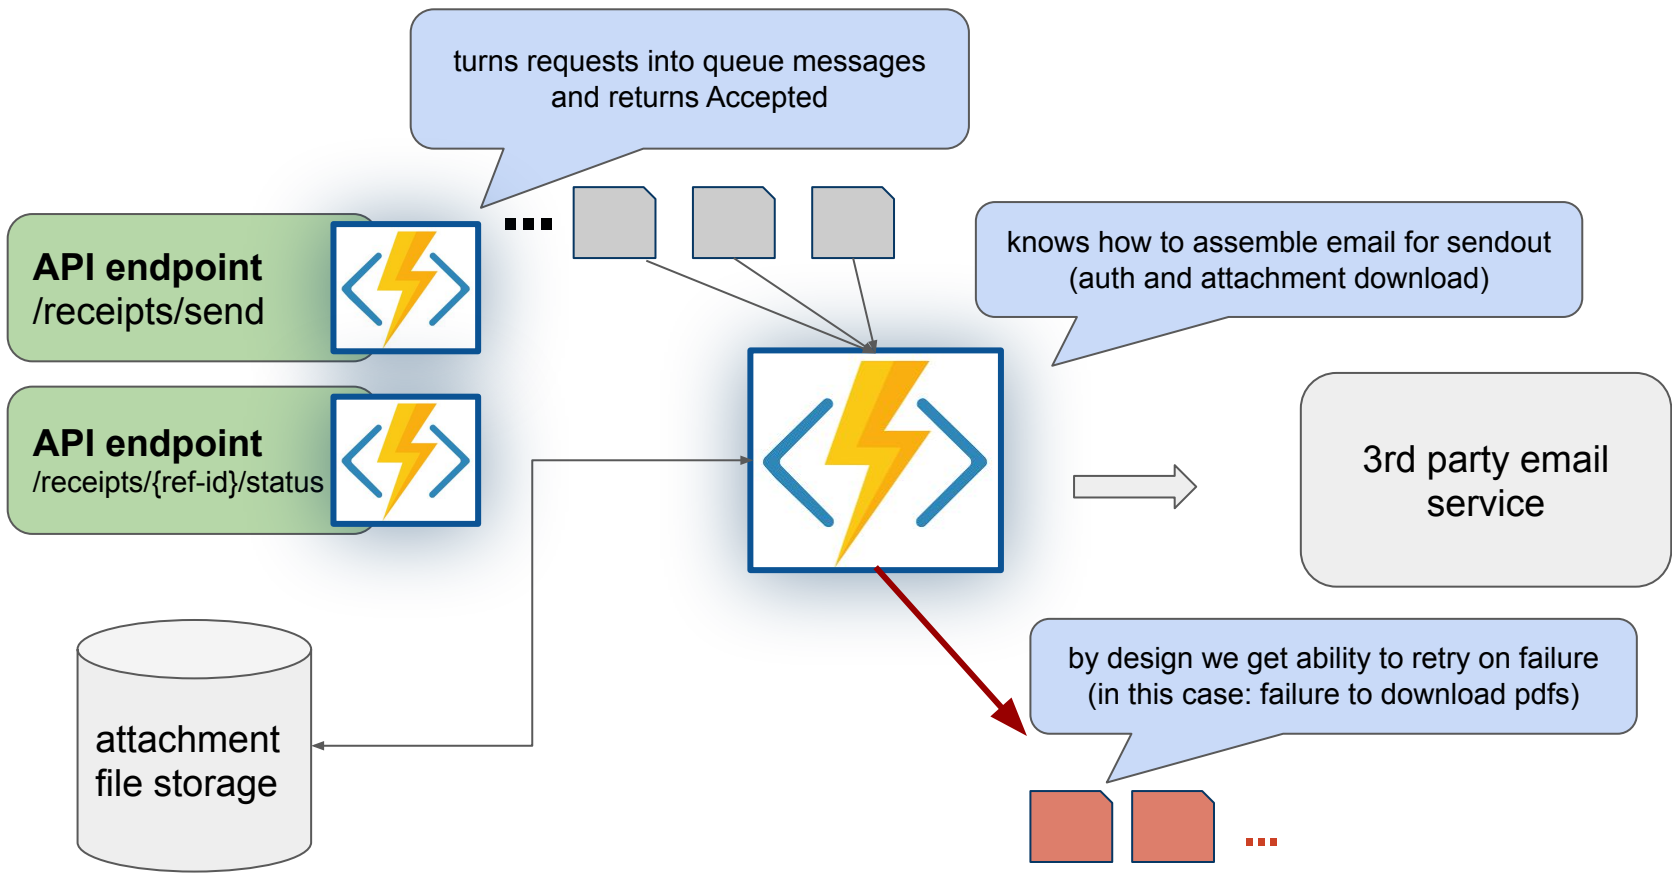 turns requests into queue messages
and returns Accepted
API endpoint
/receipts/send
knows how to assemble email for sendout
(auth and attachment download)
API endpoint
/receipts/{ref-id}/status
3rd party email
service
by design we get ability to retry on failure
(in this case: failure to download pdfs)
attachment
file storage